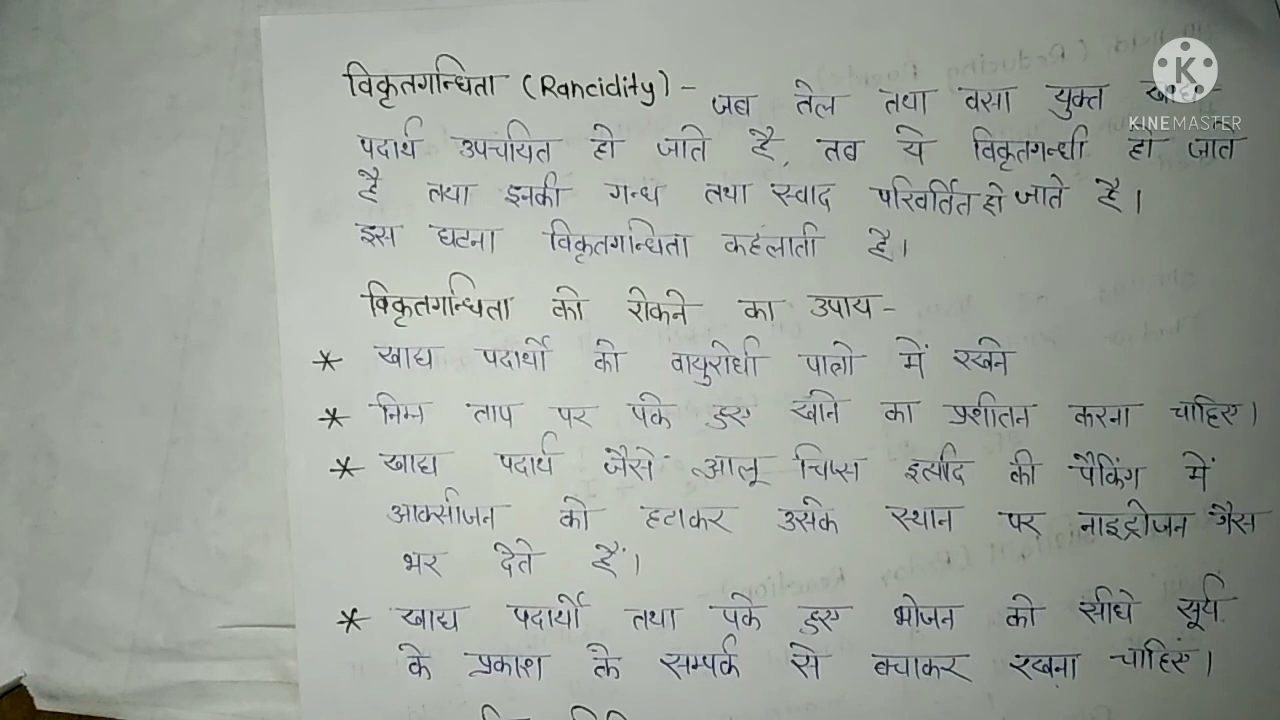 विकृतगन्धिता (Rancidity) - जब तेल तथा वसा युक्त खाद्य-
पदार्थ उपचयित हो जाते है, तब ये विकृतगन्धी हो जाते
है तथा इनकी गन्ध तथा स्वाद परिवर्तित हो जाते है।
इस घटना विकृतगन्धिता कहलाती है।
विकृतगन्धिता को रोकने का उपाय -
* खाद्य पदार्थो को वायुरोधी पात्रो में रखने
* निम्न ताप पर पके हुए खाने का प्रशीतन करना चाहिए।
* खाद्य पदार्थ जैसे आलू चिप्स इत्यादि की पैकिंग में
आक्सीजन को हटाकर उसके स्थान पर नाइट्रोजन गैस
भर देते हैं।
* खाद्य पदार्थो तथा पके हुए भोजन को सीधे सूर्य
के प्रकाश के सम्पर्क से बचाकर रखना चाहिएं।
K
KINEMASTER